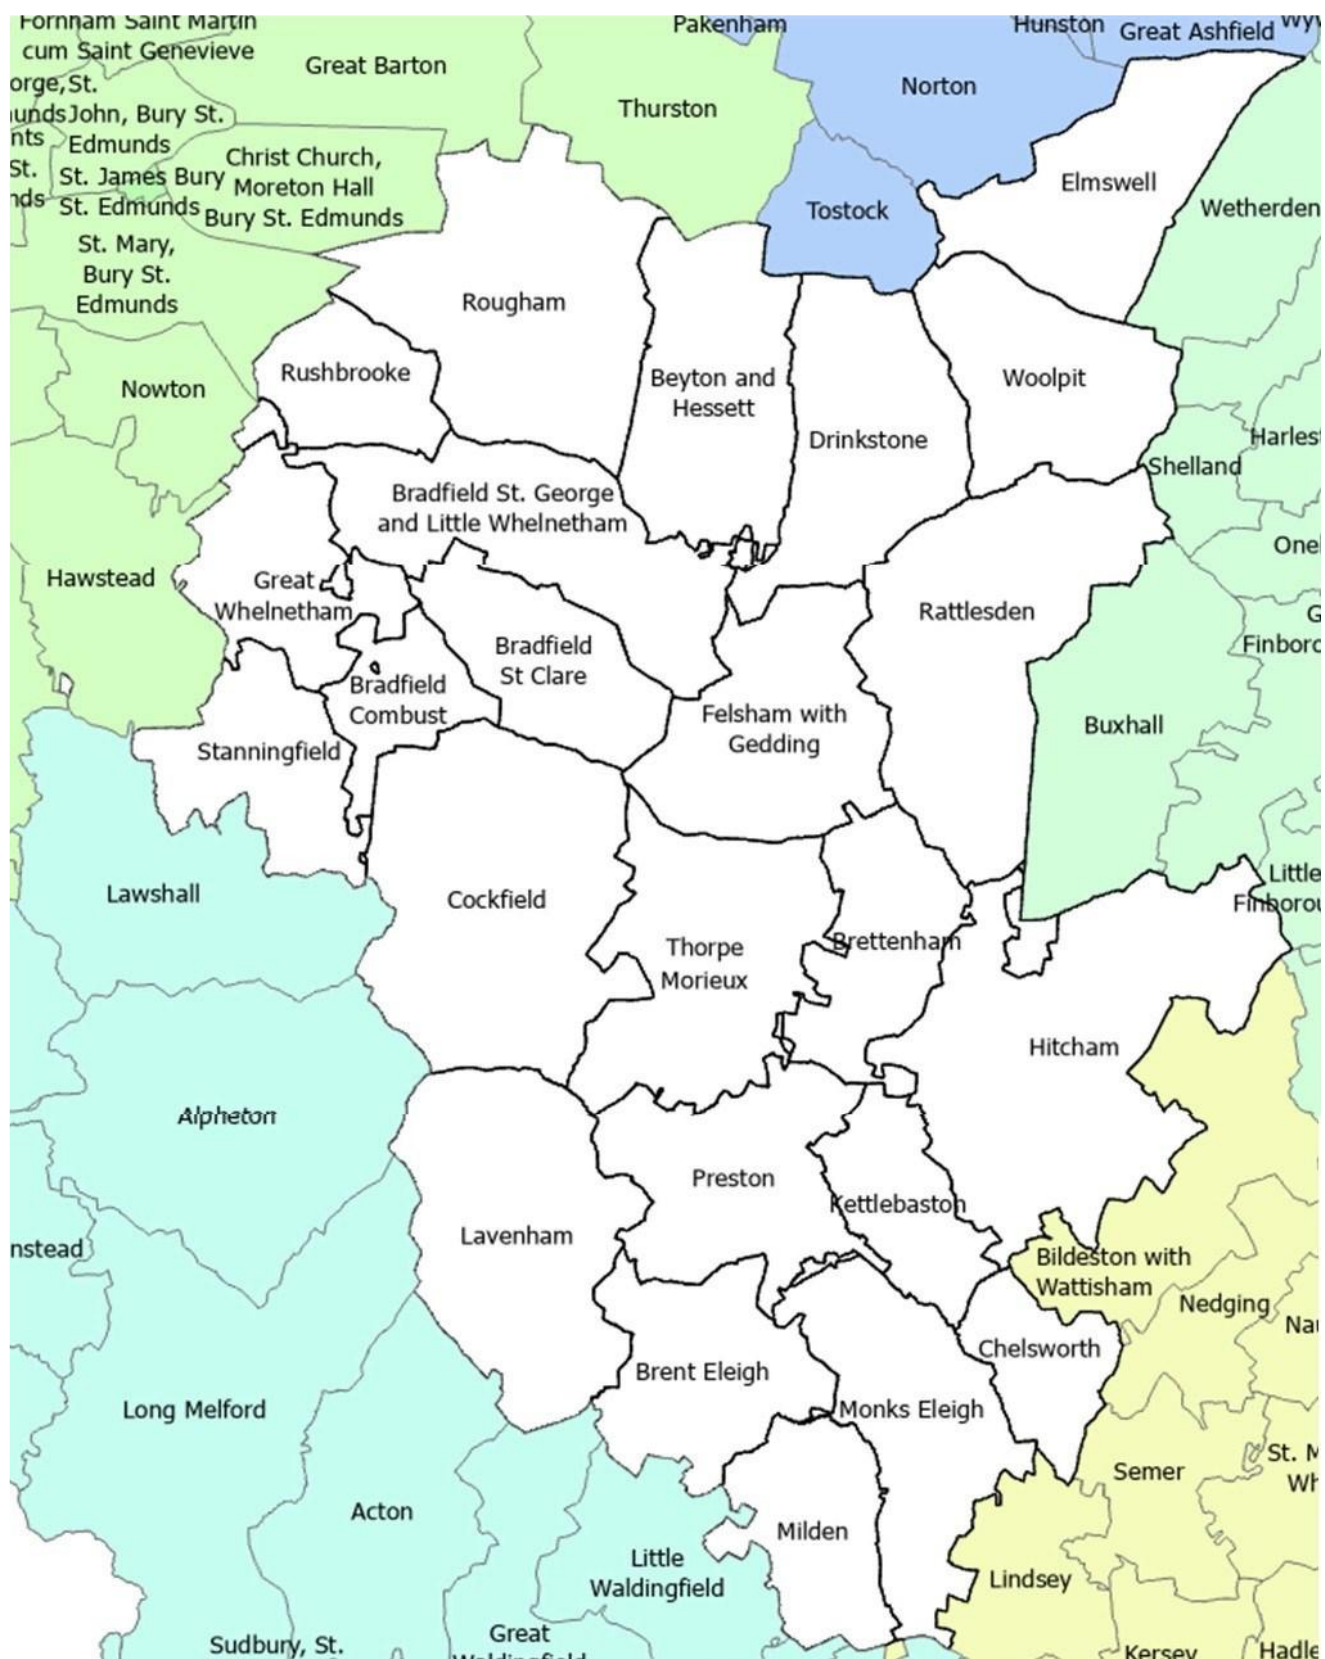 Fornham Saint Martin
cum Saint Genevieve
Pakenham
Hunston
Great Ashfield
Great Barton
Norton
Thurston
St.
John, Bury St.
Edmunds
St.
St. James Bury
St. Edmunds
Christ Church,
Moreton Hall
Bury St. Edmunds
Elmswell
Tostock
Wetherden
St. Mary,
Bury St.
Edmunds
Rougham
Rushbrooke
Nowton
Beyton and
Hessett
Woolpit
Drinkstone
Shelland
Bradfield St. George
and Little Whelnetham
Hawstead
Great
Whelnetham
Rattlesden
Bradfield
St Clare
Bradfield
Combust
Felsham with
Gedding
Buxhall
Stanningfield
Lawshall
Cockfield
Little
Thorpe
Morieux
Brettenham
Hitcham
Alpheton
Preston
Kettlebaston
Lavenham
Bildeston with
Wattisham
Nedging
Chelsworth
Brent Eleigh
Long Melford
Monks Eleigh
Semer
St.
Acton
Milden
Little
Waldingfield
Lindsey
Sudbury, St.
Great
Kersey